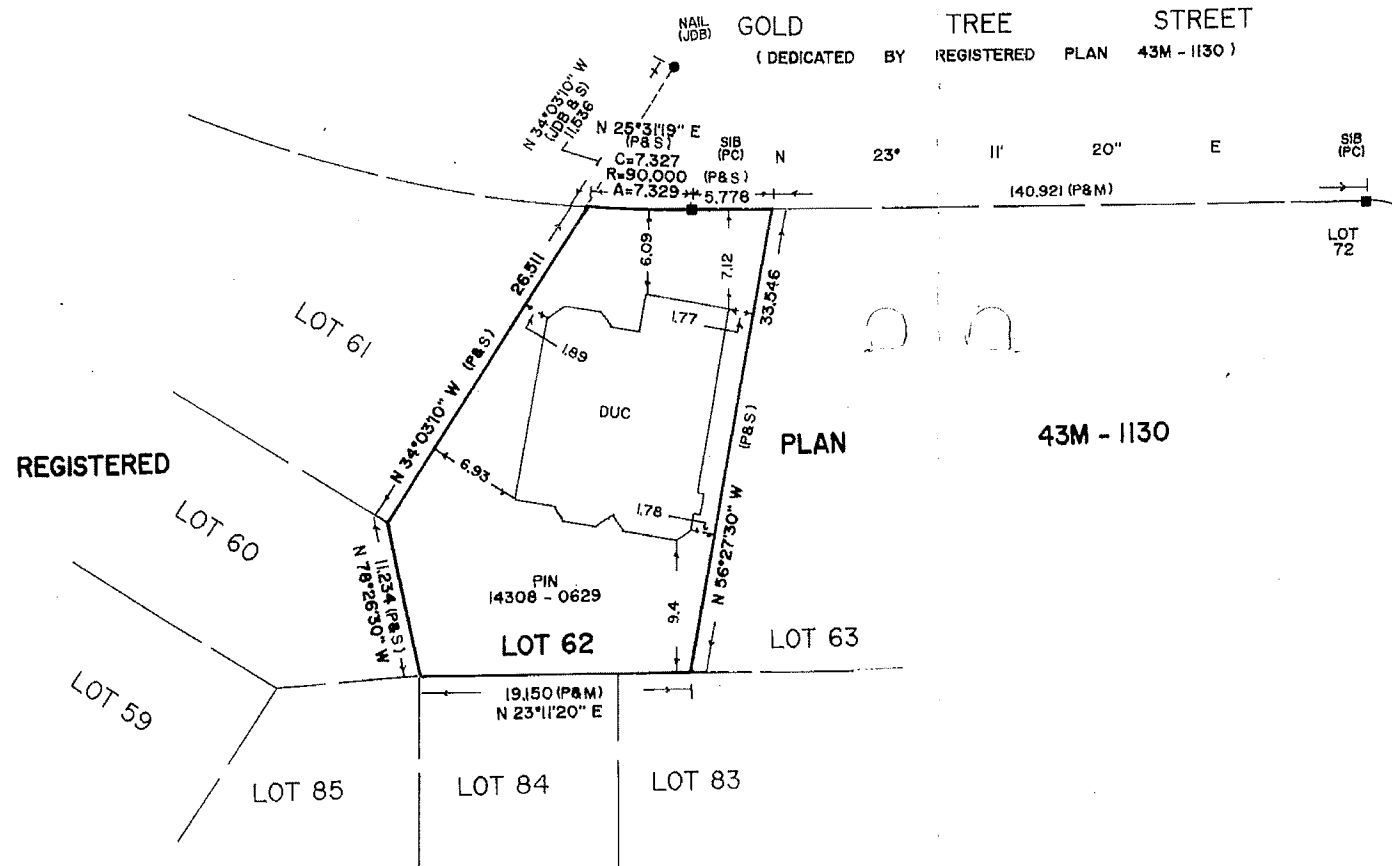 NAIL
(JDB)
GOLD TREE STREET
( DEDICATED BY REGISTERED PLAN 43M - 1130 )
N 34°03'10" W
(JDB & S)
11.636
N 25°31'19" E
(P&S)
C=7.327
R=90.000
A=7.329
SIB
(PC)
(P&S)
5.778
N 23° 11' 20" E
140.921 (P&M)
SIB
(PC)
LOT
72
26.511
6.09
7.12
33.546
LOT 61
1.89
1.77
N 34°03'10" W (P&S)
DUC
(P&S)
PLAN
43M - 1130
REGISTERED
6.93
LOT 60
1.78
N 56°27'30" W
11.234 (P&S)
N 78°26'30" W
PIN
14308 - 0629
9.4
LOT 62
LOT 63
LOT 59
19.150 (P&M)
N 23°11'20" E
LOT 85
LOT 84
LOT 83